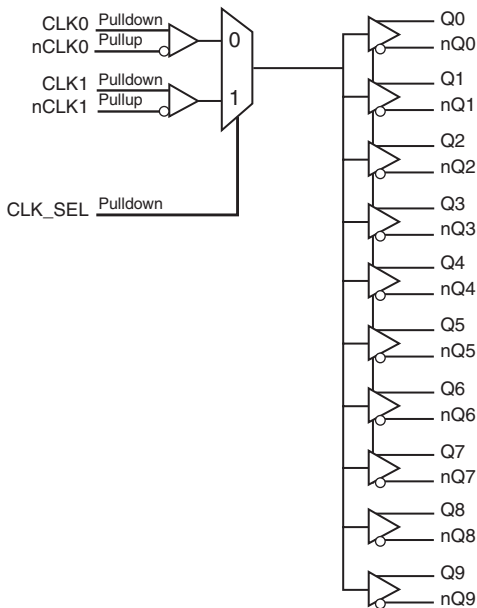 CLK0 Pulldown
nCLK0 Pullup
0
CLK1 Pulldown
nCLK1 Pullup
1
CLK_SEL Pulldown
Q0
nQ0
Q1
nQ1
Q2
nQ2
Q3
nQ3
Q4
nQ4
Q5
nQ5
Q6
nQ6
Q7
nQ7
Q8
nQ8
Q9
nQ9